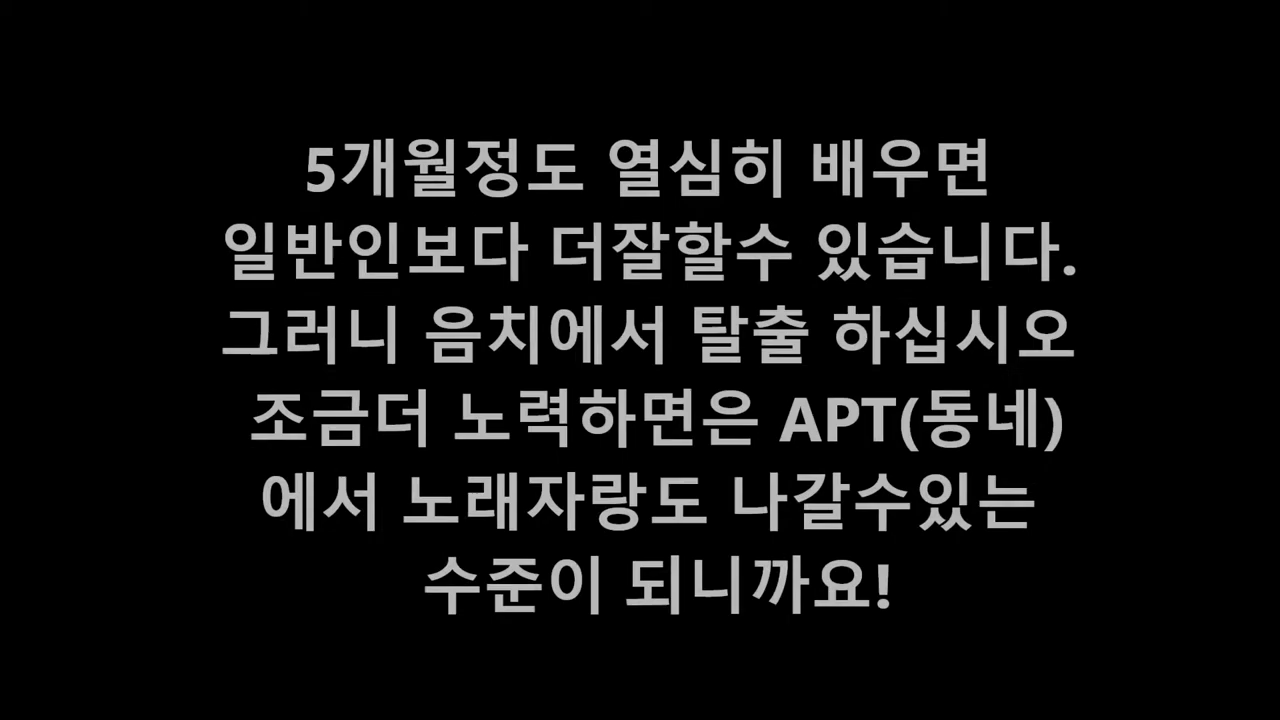 5개월정도 열심히 배우면
일반인보다 더잘할수 있습니다.
그러니 음치에서 탈출 하십시오
조금더 노력하면은 APT(동네)
에서 노래자랑도 나갈수있는
수준이 되니까요!